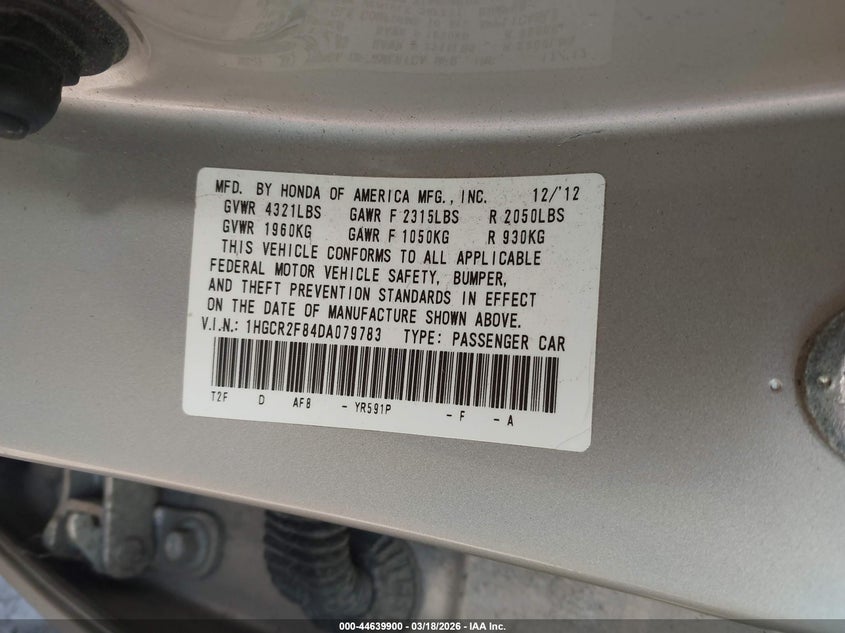 MFD. BY HONDA OF AMERICA MFG., INC. 12/'12
GVWR 4321LBS GAWR F 2315LBS R 2050LBS
GVWR 1960KG GAWR F 1050KG R 930KG
THIS VEHICLE CONFORMS TO ALL APPLICABLE
FEDERAL MOTOR VEHICLE SAFETY, BUMPER,
AND THEFT PREVENTION STANDARDS IN EFFECT
ON THE DATE OF MANUFACTURE SHOWN ABOVE.
V.I.N.: 1HGCR2F84DA079783 TYPE: PASSENGER CAR
T2F D AF8 - YR591P - F - A
000-44639900 - 03/18/2026 - IAA Inc.